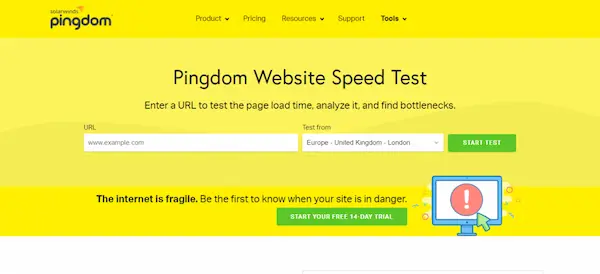 solarwinds
pingdom
Product Pricing Resources Support Tools
Pingdom Website Speed Test
Enter a URL to test the page load time, analyze it, and find bottlenecks.
URL Test from
www.example.com Europe - United Kingdom - London START TEST
The internet is fragile. Be the first to know when your site is in danger.
START YOUR FREE 14-DAY TRIAL